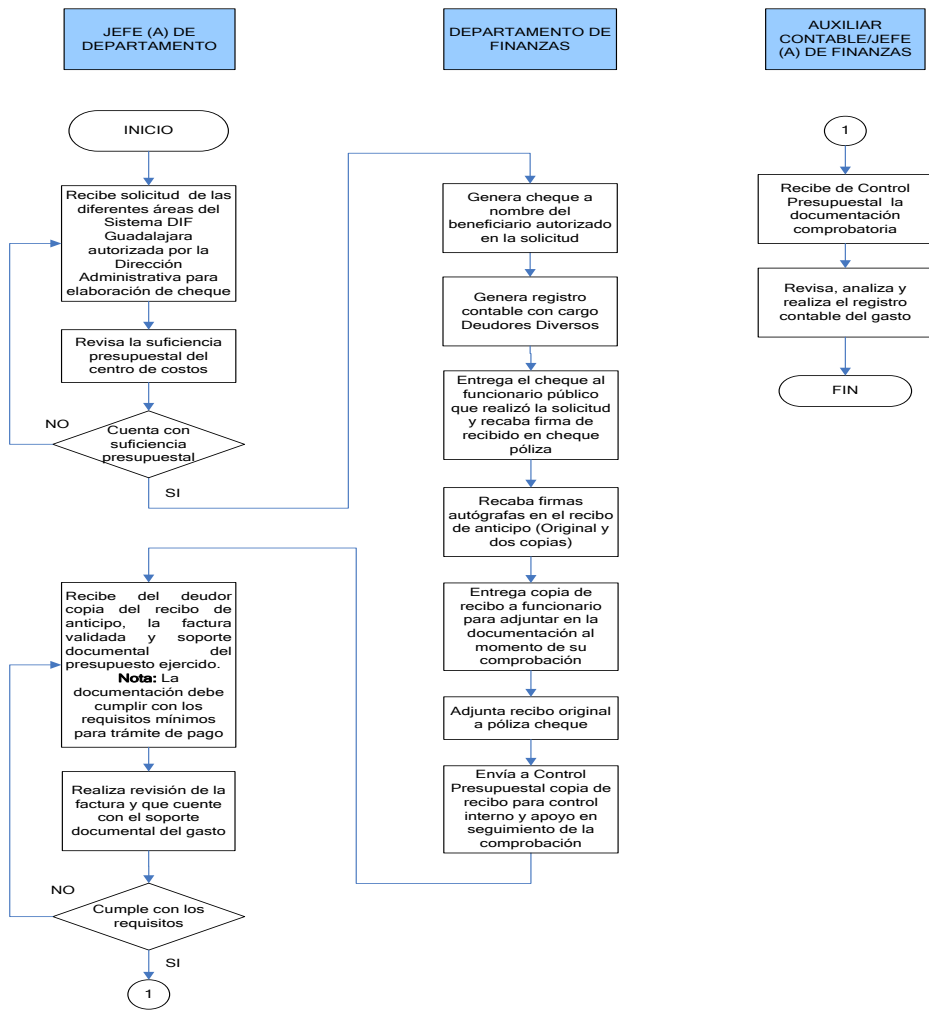 JEFE (A) DE
DEPARTAMENTO
INICIO
Recibe solicitud de las
diferentes áreas del
Sistema DIF
Guadalajara
autorizada por la
Dirección
Administrativa para
elaboración de cheque
Revisa la suficiencia
presupuestal del
centro de costos
NO
Cuenta con
suficiencia
presupuestal
SI
Recibe del deudor
copia del recibo de
anticipo, la factura
validada y soporte
documental del
presupuesto ejercido.
Nota: La
documentación debe
cumplir con los
requisitos mínimos
para trámite de pago
Realiza revisión de la
factura y que cuente
con el soporte
documental del gasto
NO
Cumple con los
requisitos
SI
1
DEPARTAMENTO DE
FINANZAS
Genera cheque a
nombre del
beneficiario autorizado
en la solicitud
Genera registro
contable con cargo
Deudores Diversos
Entrega el cheque al
funcionario público
que realizó la solicitud
y recaba firma de
recibido en cheque
póliza
Recaba firmas
autógrafas en el recibo
de anticipo (Original y
dos copias)
Entrega copia de
recibo a funcionario
para adjuntar en la
documentación al
momento de su
comprobación
Adjunta recibo original
a póliza cheque
Envía a Control
Presupuestal copia de
recibo para control
interno y apoyo en
seguimiento de la
comprobación
AUXILIAR
CONTABLE/JEFE
(A) DE FINANZAS
1
Recibe de Control
Presupuestal la
documentación
comprobatoria
Revisa, analiza y
realiza el registro
contable del gasto
FIN